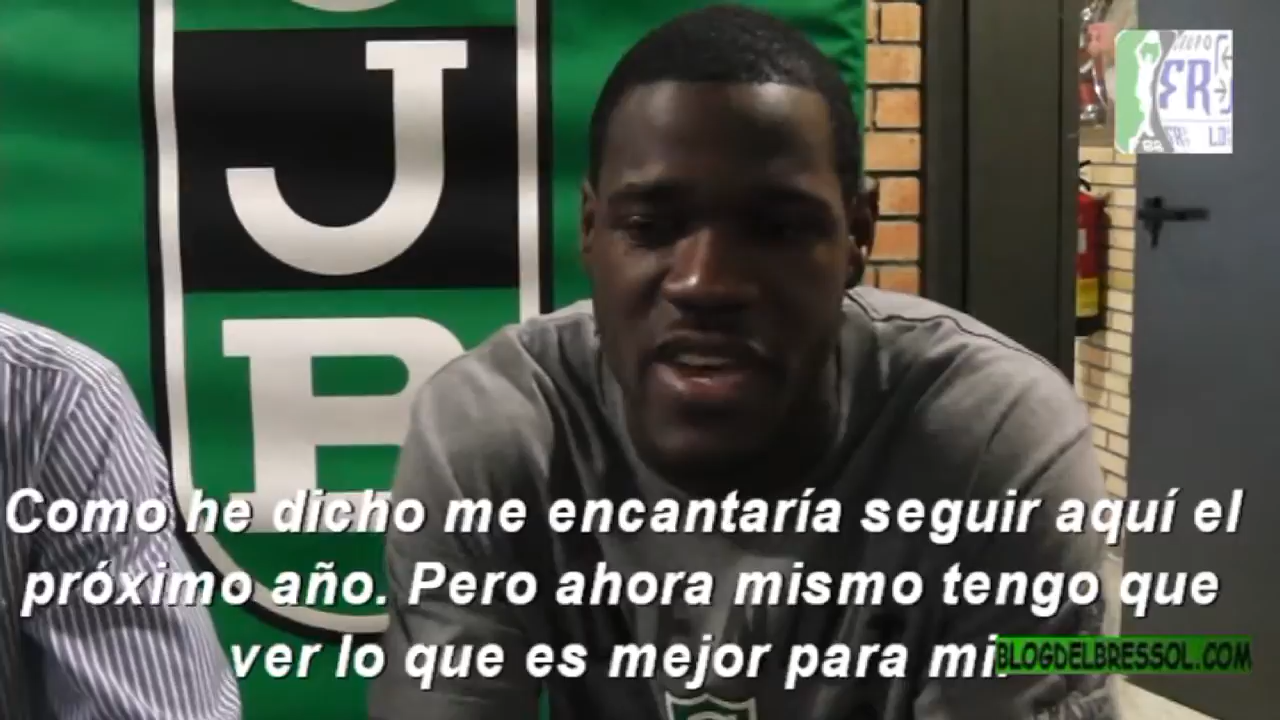 J
B
Como he dicho me encantaría seguir aquí el
próximo año. Pero ahora mismo tengo que
ver lo que es mejor para mi.
BLOGDELBRESSOL.COM